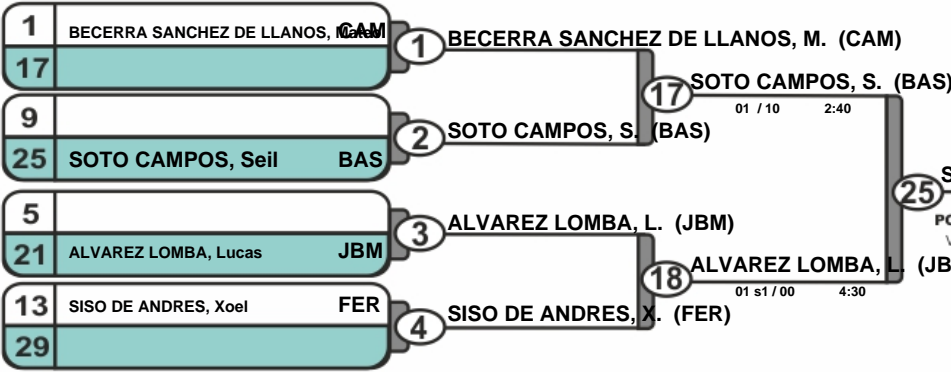 1 BECERRA SANCHEZ DE LLANOS, Mateo CAM
17
9
25 SOTO CAMPOS, Seil BAS
5
21 ALVAREZ LOMBA, Lucas JBM
13 SISO DE ANDRES, Xoel FER
29
1 BECERRA SANCHEZ DE LLANOS, M. (CAM)
2 SOTO CAMPOS, S. (BAS)
3 ALVAREZ LOMBA, L. (JBM)
4 SISO DE ANDRES, X. (FER)
17 SOTO CAMPOS, S. (BAS)
01 / 10 2:40
18 ALVAREZ LOMBA, L. (JB
01 s1 / 00 4:30
25 S
PO